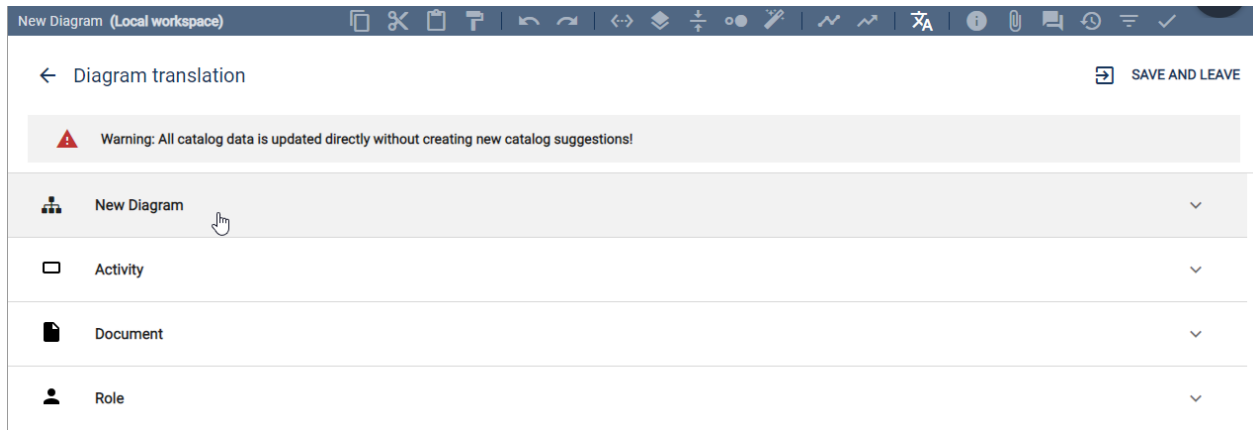 New Diagram (Local workspace)
Diagram translation
SAVE AND LEAVE
Warning: All catalog data is updated directly without creating new catalog suggestions!
New Diagram
Activity
Document
Role